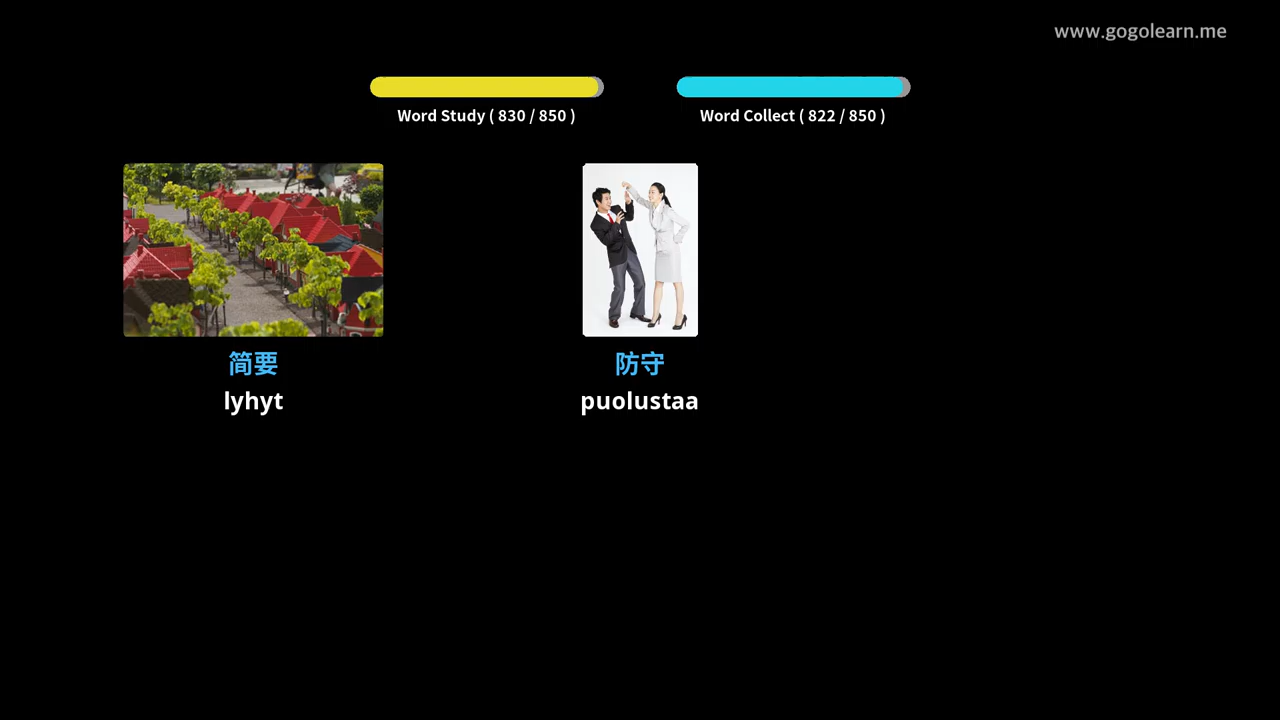 www.gogolearn.me
Word Study ( 830 / 850 )
Word Collect ( 822 / 850 )
简要
lyhyt
防守
puolustaa